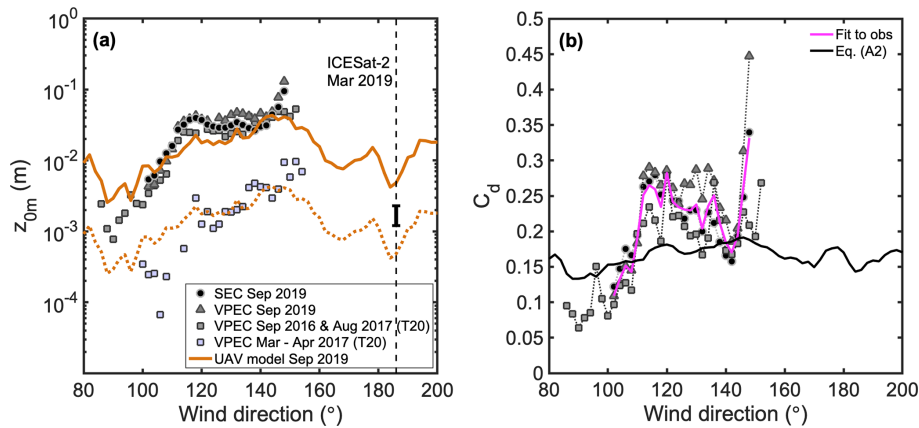 (a)
10^0
10^-1
10^-2
10^-3
10^-4
z_0m (m)
ICESat-2
Mar 2019
SEC Sep 2019
VPEC Sep 2019
VPEC Sep 2016 & Aug 2017 (T20)
VPEC Mar - Apr 2017 (T20)
UAV model Sep 2019
80 100 120 140 160 180 200
Wind direction (°)
(b)
0.5
0.45
0.4
0.35
0.3
0.25
0.2
0.15
0.1
0.05
0
C_d
Fit to obs
Eq. (A2)
80 100 120 140 160 180 200
Wind direction (°)